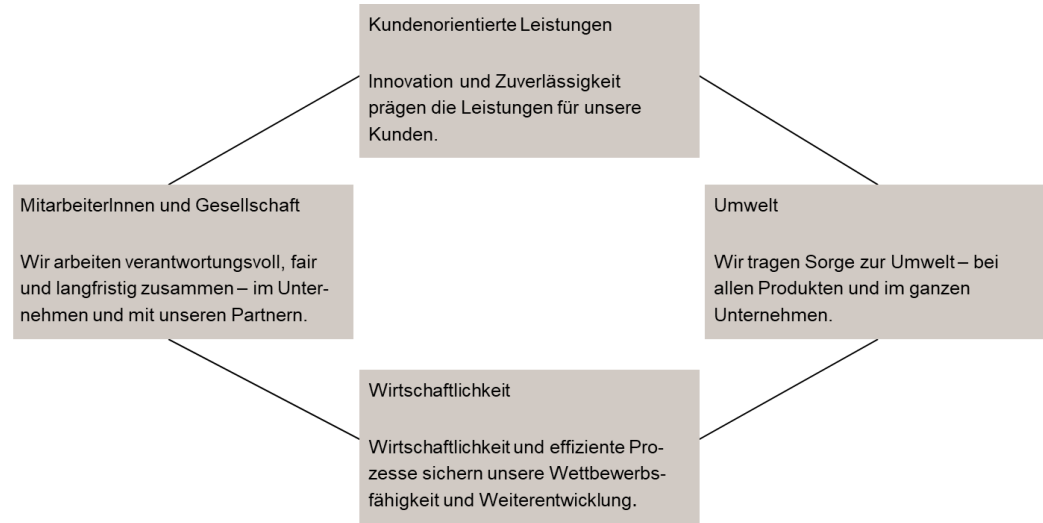 Kundenorientierte Leistungen
Innovation und Zuverlässigkeit
prägen die Leistungen für unsere
Kunden.
MitarbeiterInnen und Gesellschaft
Wir arbeiten verantwortungsvoll, fair
und langfristig zusammen – im Unter-
nehmen und mit unseren Partnern.
Umwelt
Wir tragen Sorge zur Umwelt – bei
allen Produkten und im ganzen
Unternehmen.
Wirtschaftlichkeit
Wirtschaftlichkeit und effiziente Pro-
zesse sichern unsere Wettbewerbs-
fähigkeit und Weiterentwicklung.